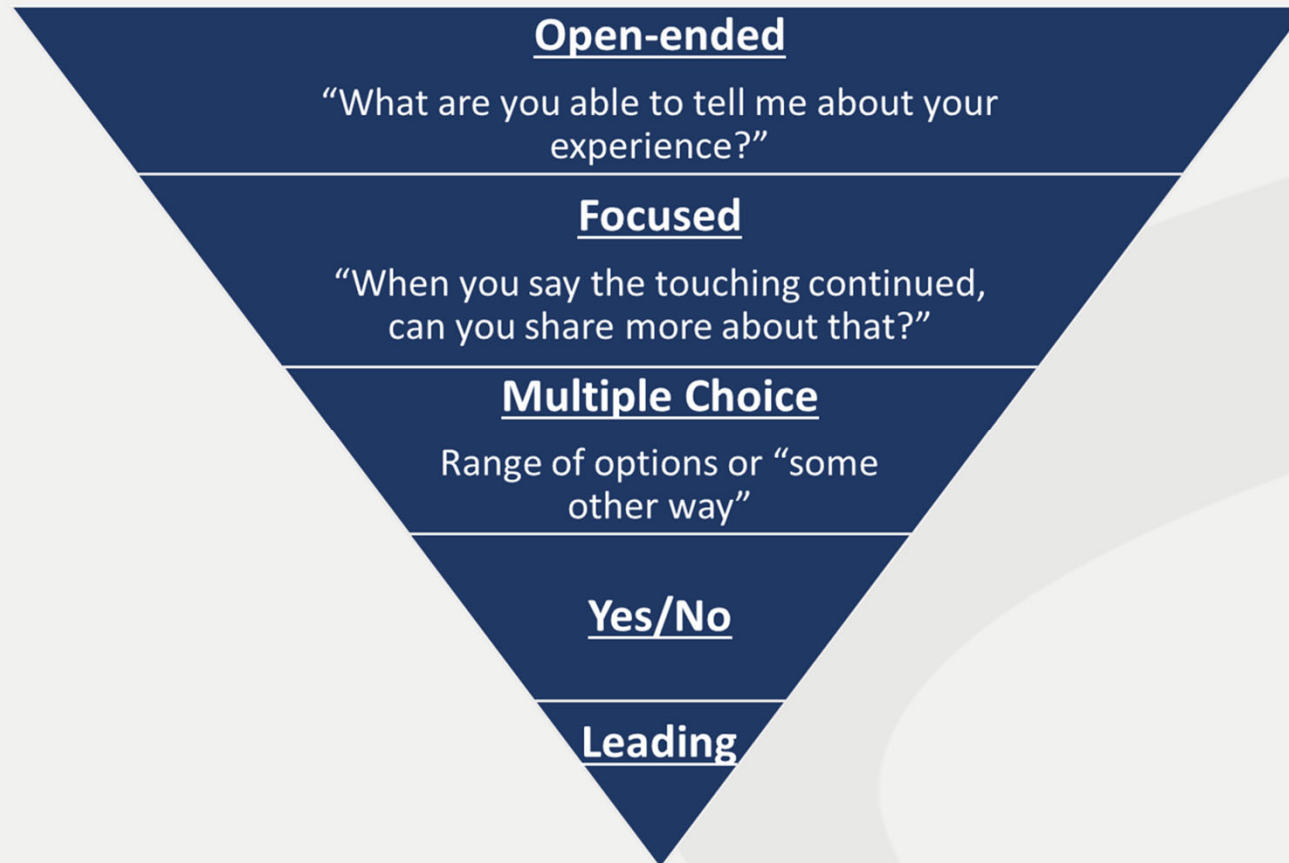 Open-ended
“What are you able to tell me about your
experience?”
Focused
“When you say the touching continued,
can you share more about that?”
Multiple Choice
Range of options or “some
other way”
Yes/No
Leading